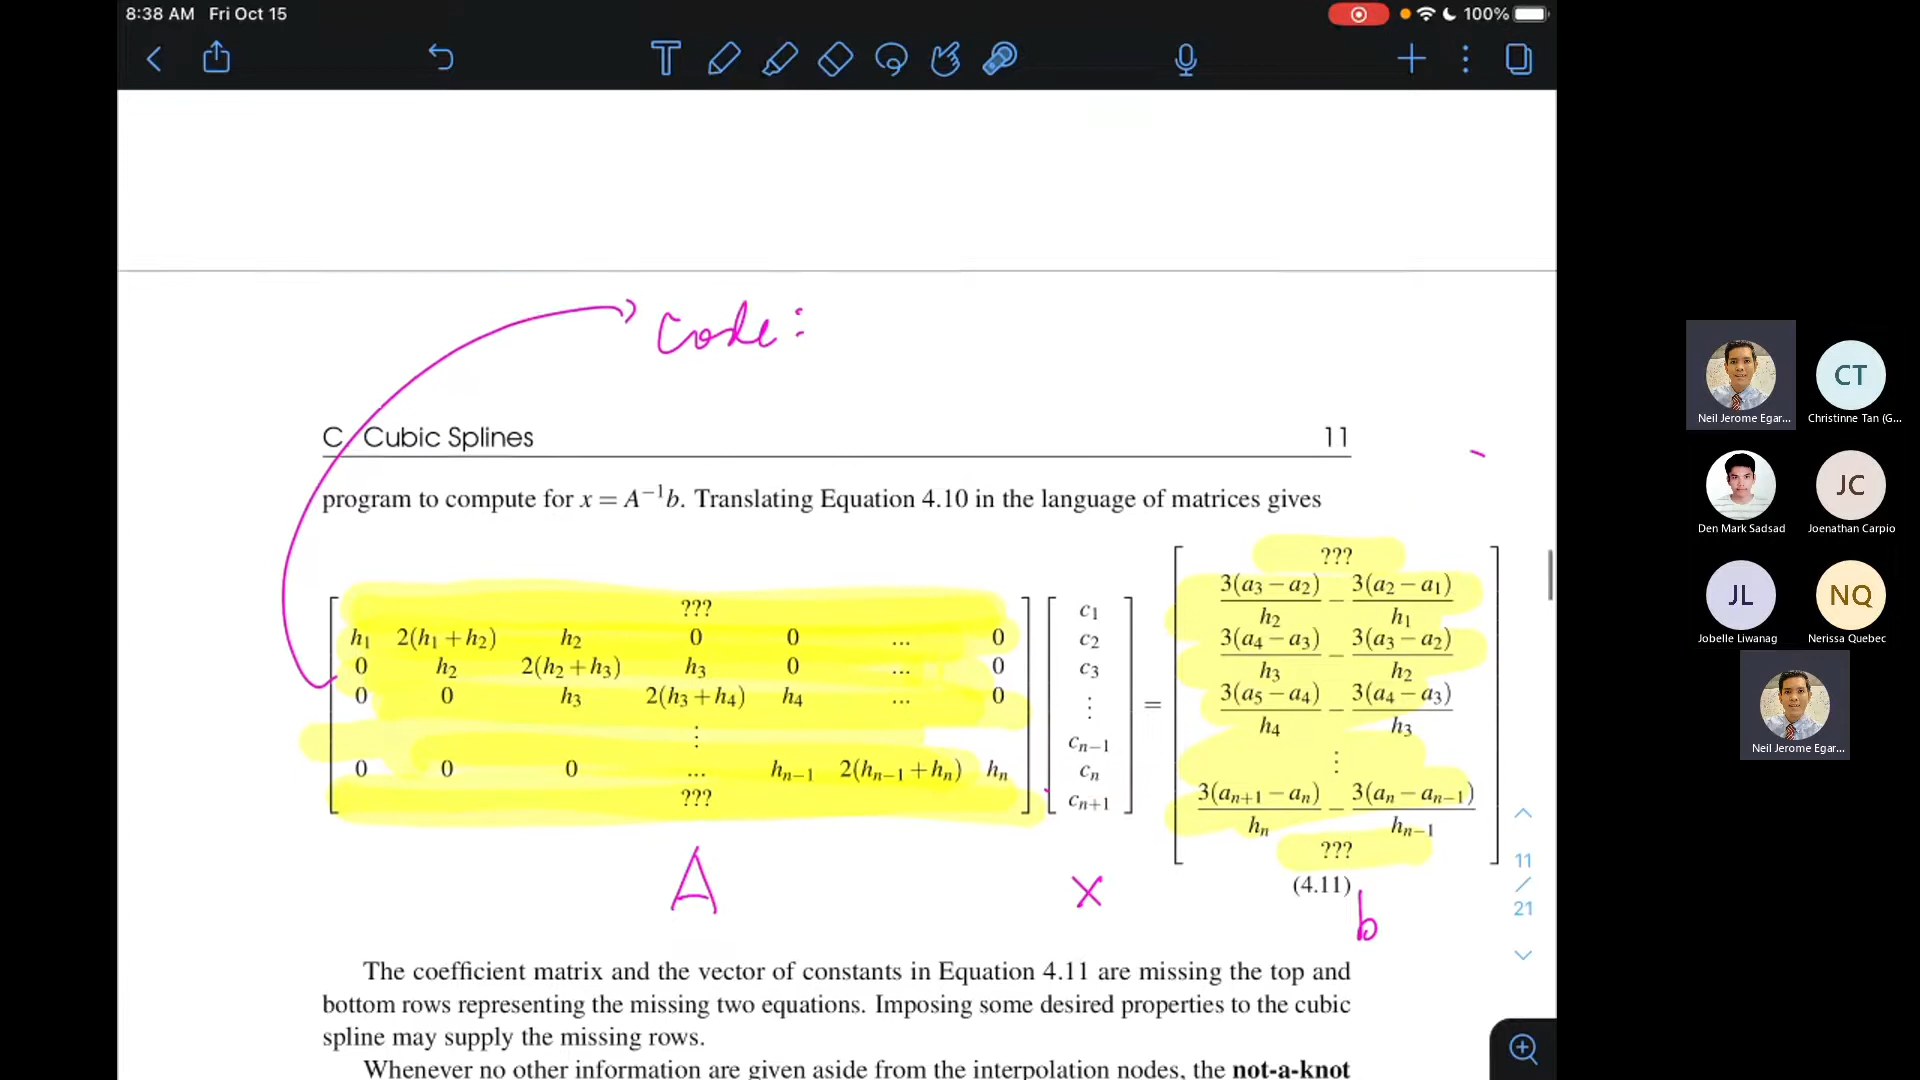 8:38 AM Fri Oct 15
100%
Code:
C Cubic Splines 11
program to compute for x = A⁻¹b. Translating Equation 4.10 in the language of matrices gives
???
h₁ 2(h₁+h₂) h₂ 0 0 ... 0
0 h₂ 2(h₂+h₃) h₃ 0 ... 0
0 0 h₃ 2(h₃+h₄) h₄ ... 0
⋮
0 0 0 ... hₙ₋₁ 2(hₙ₋₁+hₙ) hₙ
???
c₁
c₂
c₃
⋮
cₙ₋₁
cₙ
cₙ₊₁
=
???
3(a₃−a₂)/h₂ − 3(a₂−a₁)/h₁
3(a₄−a₃)/h₃ − 3(a₃−a₂)/h₂
3(a₅−a₄)/h₄ − 3(a₄−a₃)/h₃
⋮
3(aₙ₊₁−aₙ)/hₙ − 3(aₙ−aₙ₋₁)/hₙ₋₁
???
(4.11)
A
x
b
The coefficient matrix and the vector of constants in Equation 4.11 are missing the top and
bottom rows representing the missing two equations. Imposing some desired properties to the cubic
spline may supply the missing rows.
Whenever no other information are given aside from the interpolation nodes, the not-a-knot
11
/
21
Neil Jerome Egar...
CT
Christinne Tan (G...
Den Mark Sadsad
JC
Joenathan Carpio
JL
Jobelle Liwanag
NQ
Nerissa Quebec
Neil Jerome Egar...